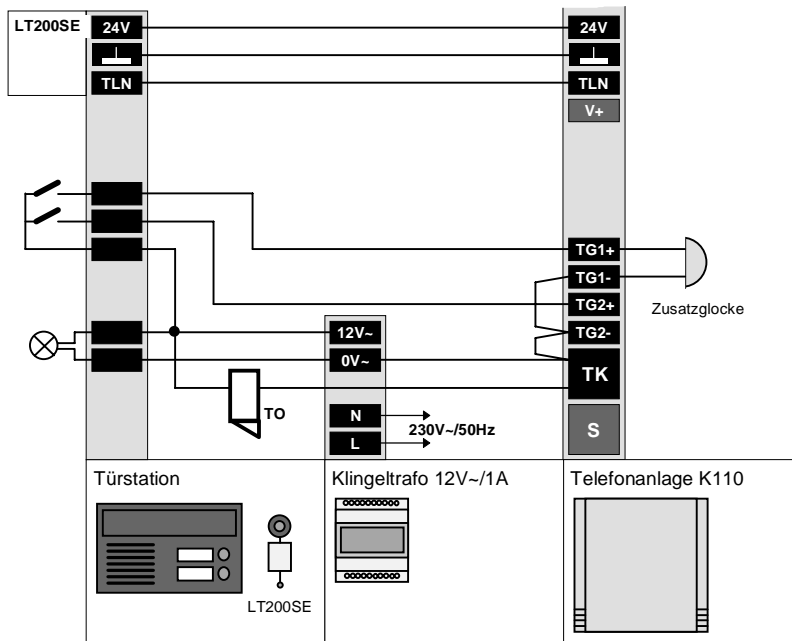 LT200SE 24V 24V
TLN TLN
V+
TG1+
TG1-
TG2+
Zusatzglocke
12V~ TG2-
0V~
TK
TO N 230V~/50Hz
L S
Türstation Klingeltrafo 12V~/1A Telefonanlage K110
LT200SE